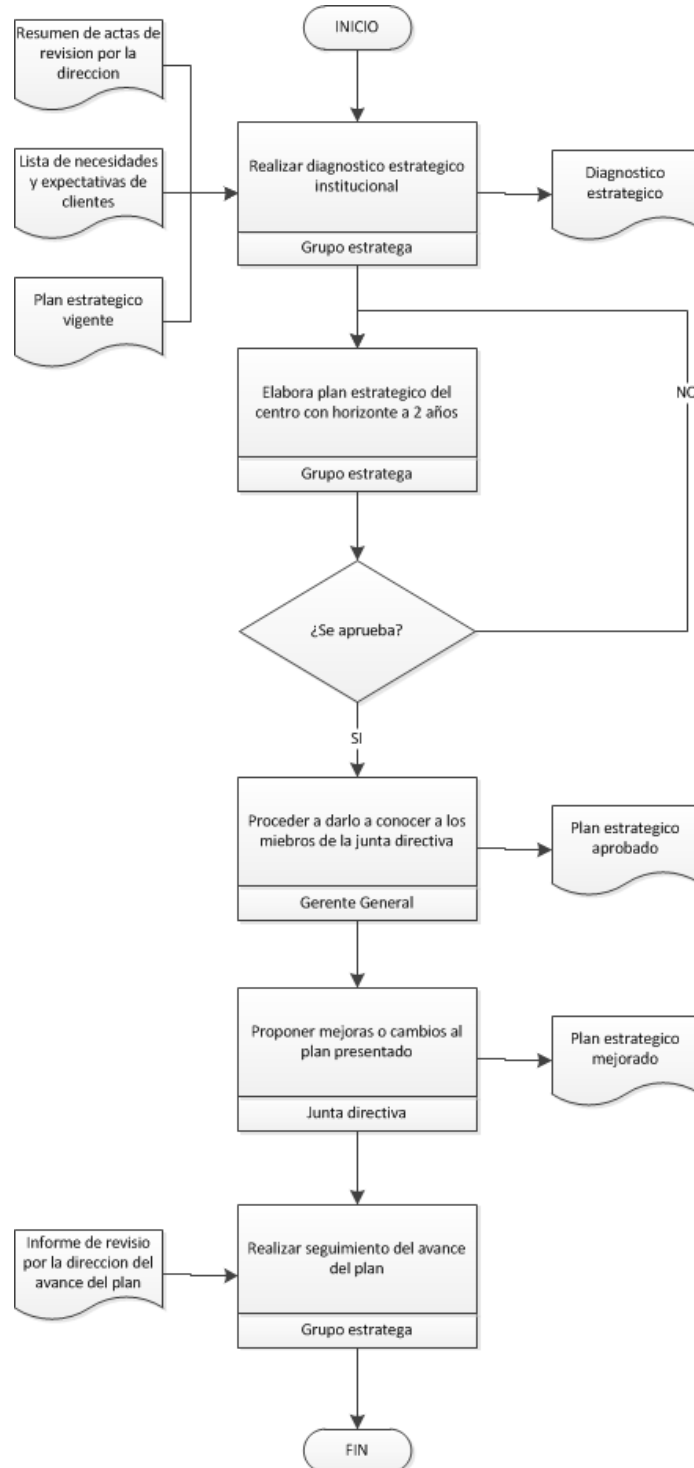 INICIO
Resumen de actas de
revision por la
direccion
Lista de necesidades
y expectativas de
clientes
Plan estrategico
vigente
Realizar diagnostico estrategico
institucional
Grupo estratega
Diagnostico
estrategico
Elabora plan estrategico del
centro con horizonte a 2 años
Grupo estratega
NO
¿Se aprueba?
SI
Proceder a darlo a conocer a los
miebros de la junta directiva
Gerente General
Plan estrategico
aprobado
Proponer mejoras o cambios al
plan presentado
Junta directiva
Plan estrategico
mejorado
Informe de revisio
por la direccion del
avance del plan
Realizar seguimiento del avance
del plan
Grupo estratega
FIN